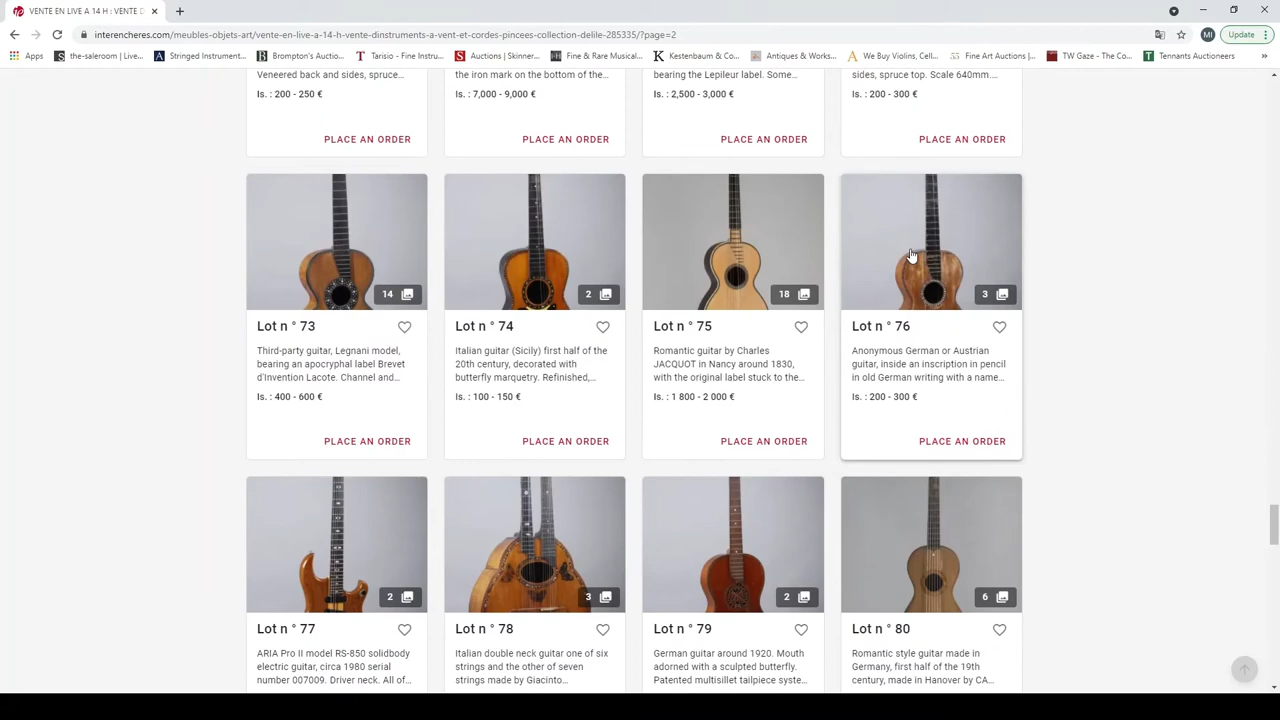 VENTE EN LIVE A 14 H : VENTE D
interencheres.com/meubles-objets-art/vente-en-live-a-14-h-vente-dinstruments-a-vent-et-cordes-pincees-collection-delile-285335/?page=2
MI
Update
Apps
the-saleroom | Live...
Stringed Instrument...
Brompton's Auction...
Tarisio - Fine Instru...
Auctions | Skinner...
Fine & Rare Musical...
Kestenbaum & Co...
Antiques & Works...
We Buy Violins, Cell...
Fine Art Auctions |...
TW Gaze - The Co...
Tennants Auctioneers
»
Veneered back and sides, spruce...
Is. : 200 - 250 €
PLACE AN ORDER
the iron mark on the bottom of the...
Is. : 7,000 - 9,000 €
PLACE AN ORDER
bearing the Lepileur label. Some...
Is. : 2,500 - 3,000 €
PLACE AN ORDER
sides, spruce top. Scale 640mm....
Is. : 200 - 300 €
PLACE AN ORDER
14
Lot n ° 73
Third-party guitar, Legnani model,
bearing an apocryphal label Brevet
d'Invention Lacote. Channel and...
Is. : 400 - 600 €
PLACE AN ORDER
2
Lot n ° 74
Italian guitar (Sicily) first half of the
20th century, decorated with
butterfly marquetry. Refinished,...
Is. : 100 - 150 €
PLACE AN ORDER
18
Lot n ° 75
Romantic guitar by Charles
JACQUOT in Nancy around 1830,
with the original label stuck to the...
Is. : 1 800 - 2 000 €
PLACE AN ORDER
3
Lot n ° 76
Anonymous German or Austrian
guitar, inside an inscription in pencil
in old German writing with a name...
Is. : 200 - 300 €
PLACE AN ORDER
2
Lot n ° 77
ARIA Pro II model RS-850 solidbody
electric guitar, circa 1980 serial
number 007009. Driver neck. All of...
3
Lot n ° 78
Italian double neck guitar one of six
strings and the other of seven
strings made by Giacinto...
2
Lot n ° 79
German guitar around 1920. Mouth
adorned with a sculpted butterfly.
Patented multisillet tailpiece syste...
6
Lot n ° 80
Romantic style guitar made in
Germany, first half of the 19th
century, made in Hanover by CA...